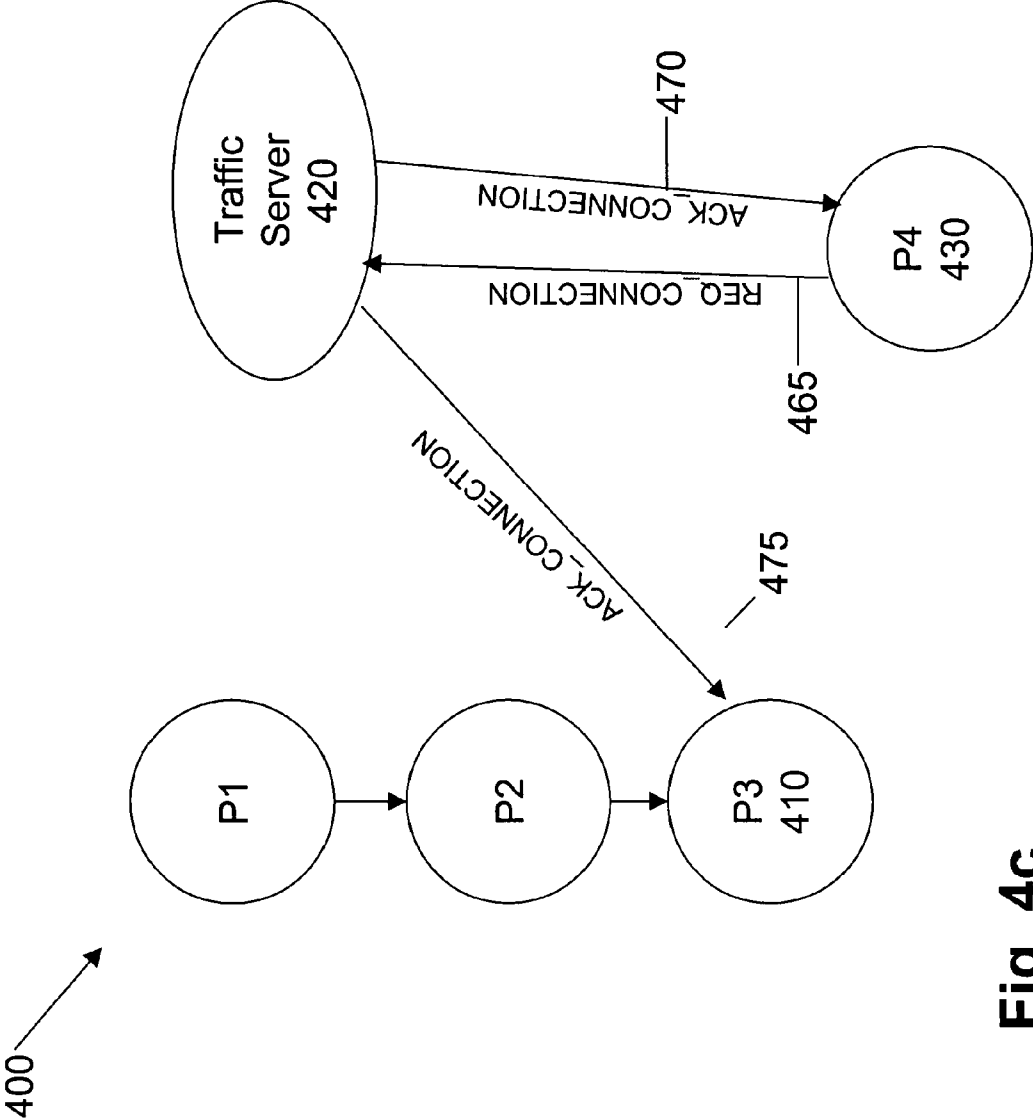 400
P1
P2
P3
410
475
ACK_CONNECTION
Traffic
Server
420
REQ_CONNECTION
465
ACK_CONNECTION
470
P4
430
Fig. 4c